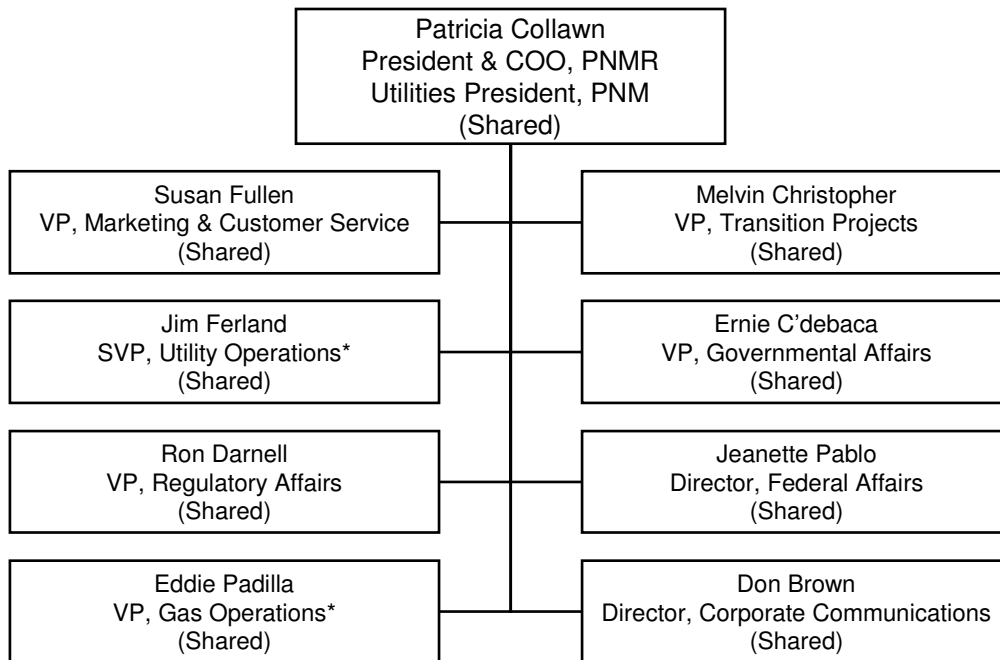 Patricia Collawn
President & COO, PNMR
Utilities President, PNM
(Shared)
Susan Fullen
VP, Marketing & Customer Service
(Shared)
Melvin Christopher
VP, Transition Projects
(Shared)
Jim Ferland
SVP, Utility Operations*
(Shared)
Ernie C’debaca
VP, Governmental Affairs
(Shared)
Ron Darnell
VP, Regulatory Affairs
(Shared)
Jeanette Pablo
Director, Federal Affairs
(Shared)
Eddie Padilla
VP, Gas Operations*
(Shared)
Don Brown
Director, Corporate Communications
(Shared)